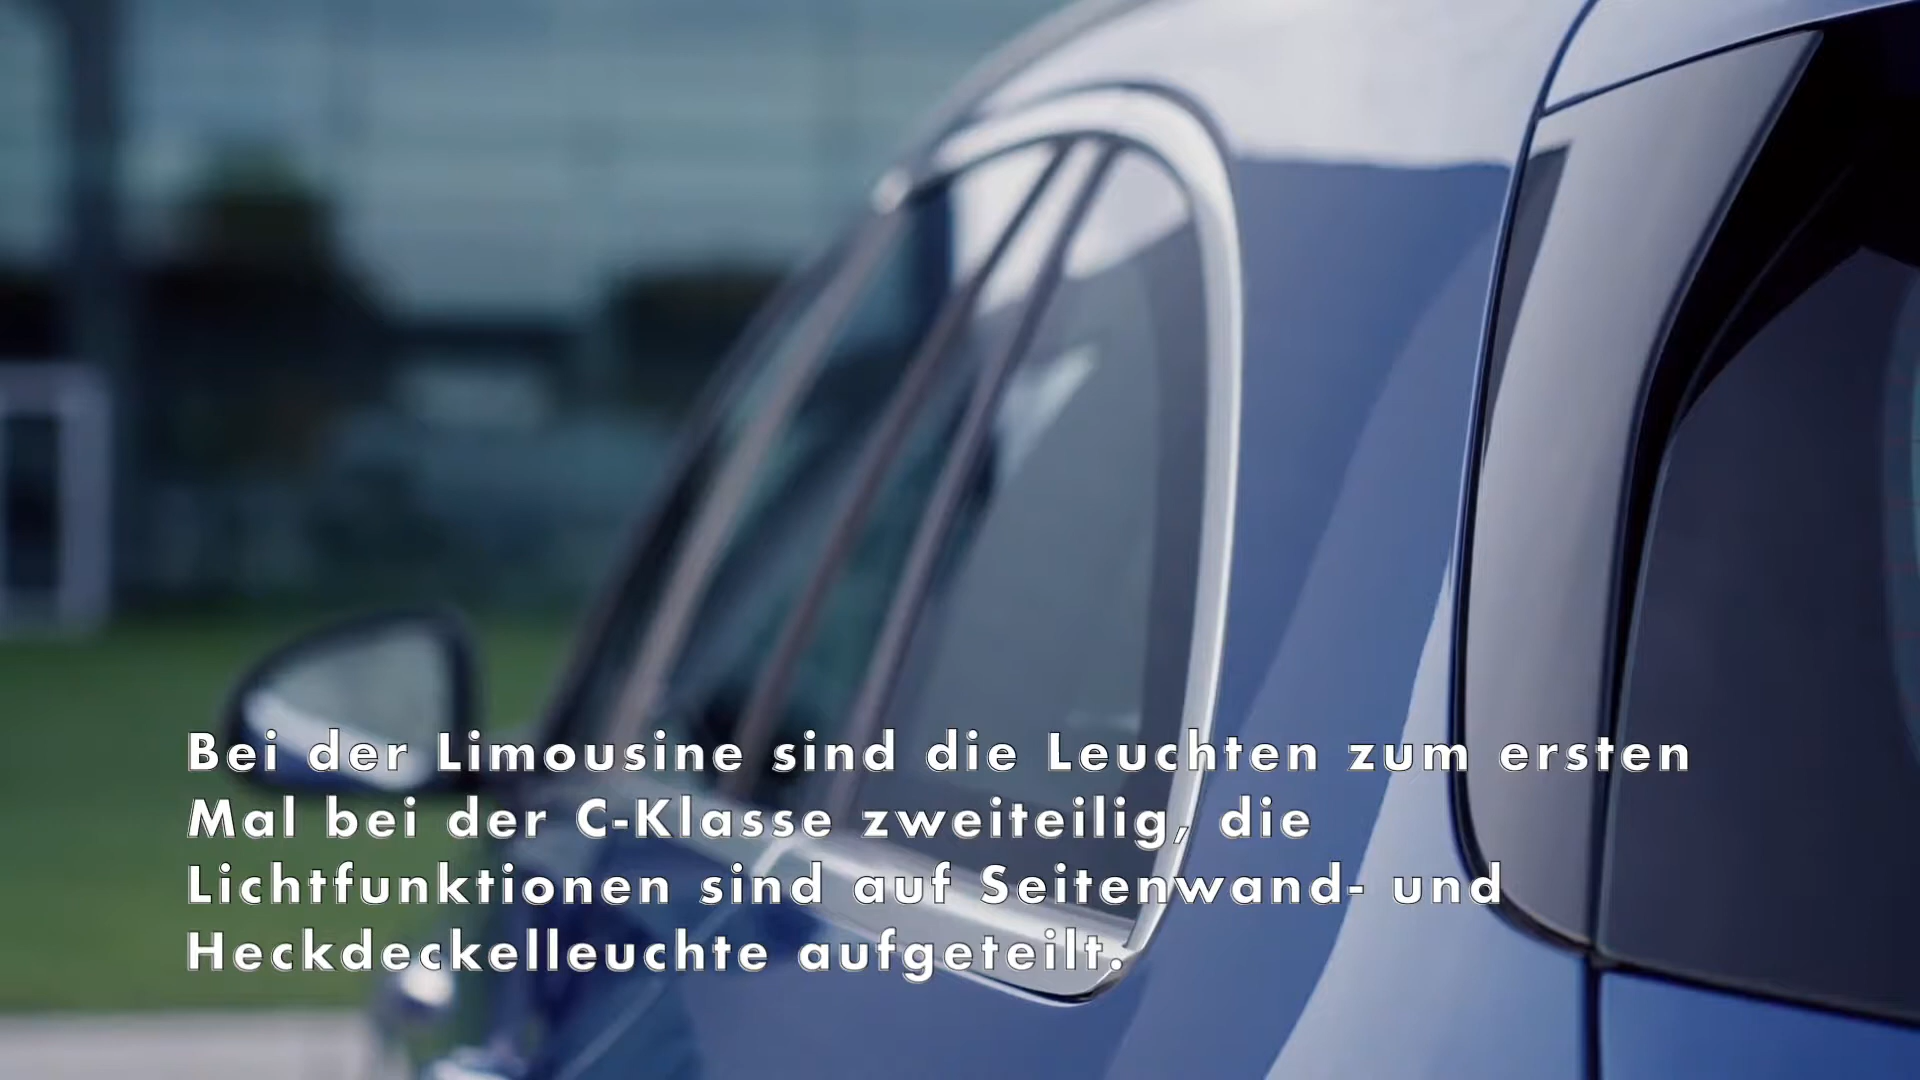 Bei der Limousine sind die Leuchten zum ersten
Mal bei der C-Klasse zweiteilig, die
Lichtfunktionen sind auf Seitenwand- und
Heckdeckelleuchte aufgeteilt.